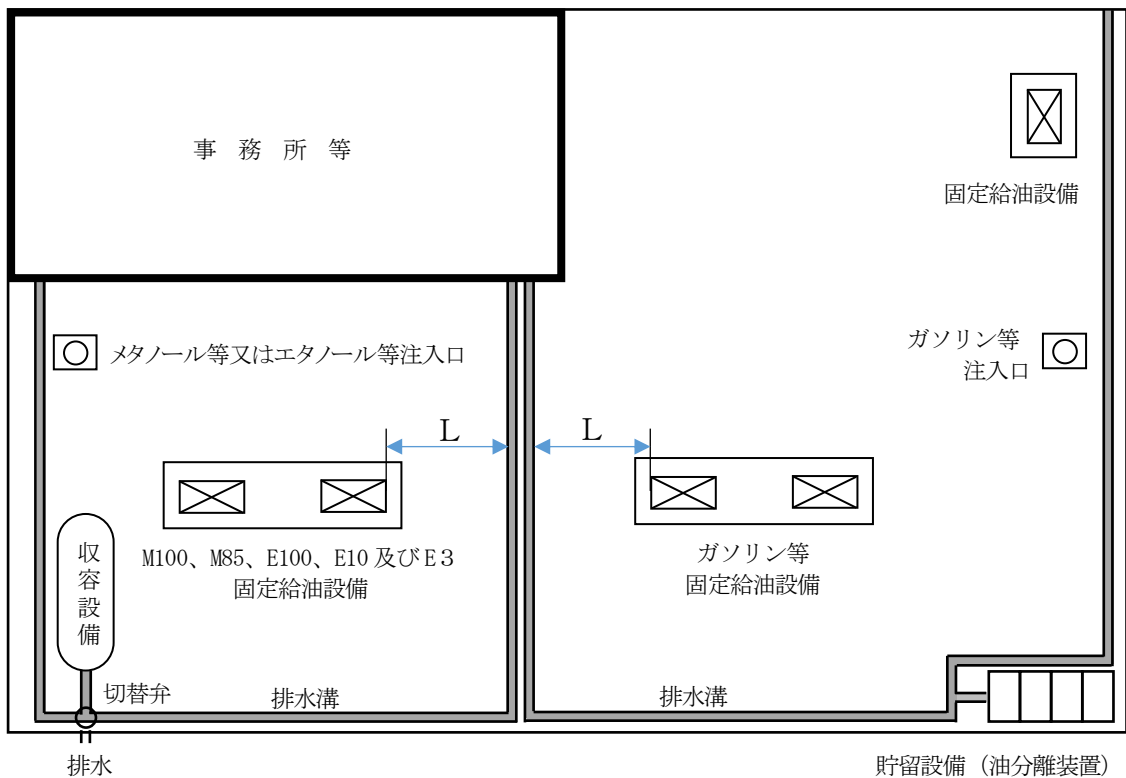 事務所等
固定給油設備
メタノール等又はエタノール等注入口
ガソリン等
注入口
L
L
収容設備
M100、M85、E100、E10及びE3
固定給油設備
ガソリン等
固定給油設備
切替弁
排水溝
排水溝
排水
貯留設備（油分離装置）